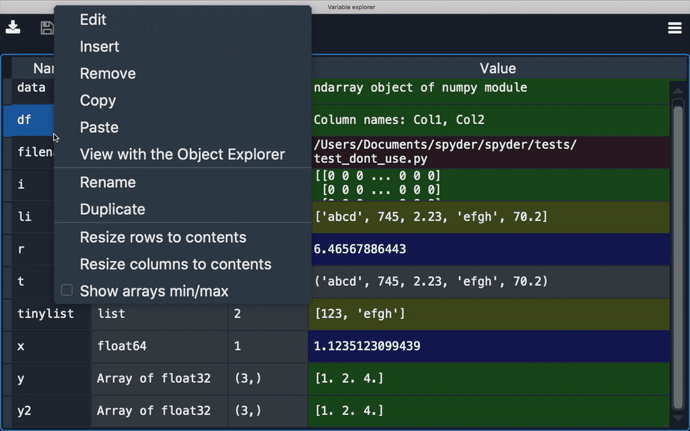 Variable explorer
Edit
Insert
Remove
Copy
Paste
View with the Object Explorer
Rename
Duplicate
Resize rows to contents
Resize columns to contents
Show arrays min/max
Value
data ndarray object of numpy module
df Column names: Col1, Col2
/Users/Documents/spyder/spyder/tests/
test_dont_use.py
i [[0 0 0 ... 0 0 0]
[0 0 0 ... 0 0 0]
li ['abcd', 745, 2.23, 'efgh', 70.2]
r 6.46567886443
t ('abcd', 745, 2.23, 'efgh', 70.2)
tinylist list 2 [123, 'efgh']
x float64 1 1.1235123099439
y Array of float32 (3,) [1. 2. 4.]
y2 Array of float32 (3,) [1. 2. 4.]